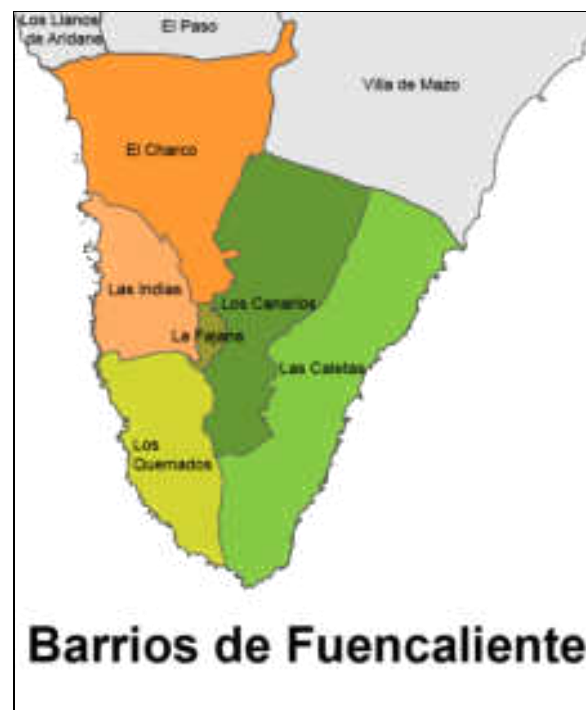 Los Llanos
de Aridane
El Paso
Villa de Mazo
El Charco
Las Indias
Los Canarios
La Fajana
Las Caletas
Los
Quemados
Barrios de Fuencaliente